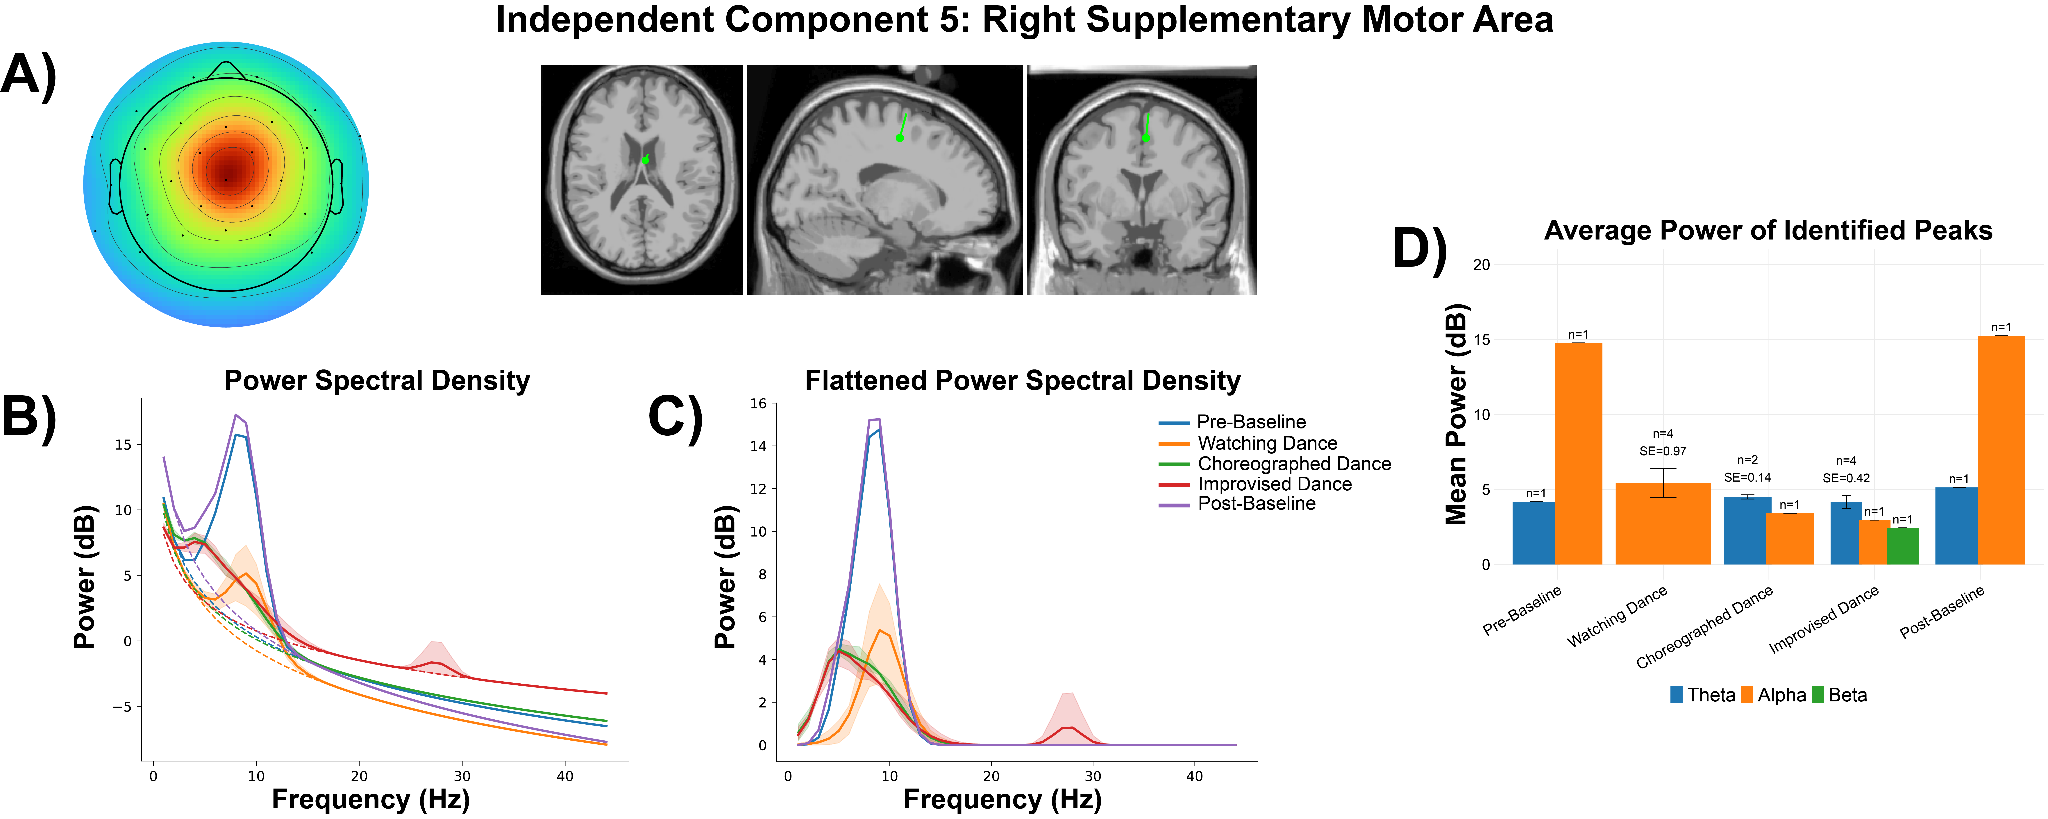 Independent Component 5: Right Supplementary Motor Area
A)
B)
Power Spectral Density
Power (dB)
15
10
5
0
−5
0
10
20
30
40
Frequency (Hz)
C)
Flattened Power Spectral Density
Power (dB)
16
14
12
10
8
6
4
2
0
0
10
20
30
40
Frequency (Hz)
Pre-Baseline
Watching Dance
Choreographed Dance
Improvised Dance
Post-Baseline
D)
Average Power of Identified Peaks
Mean Power (dB)
20
15
10
5
0
n=1
n=1
n=4
SE=0.97
n=2
SE=0.14
n=1
n=4
SE=0.42
n=1
n=1
n=1
n=1
Pre-Baseline
Watching Dance
Choreographed Dance
Improvised Dance
Post-Baseline
Theta Alpha Beta